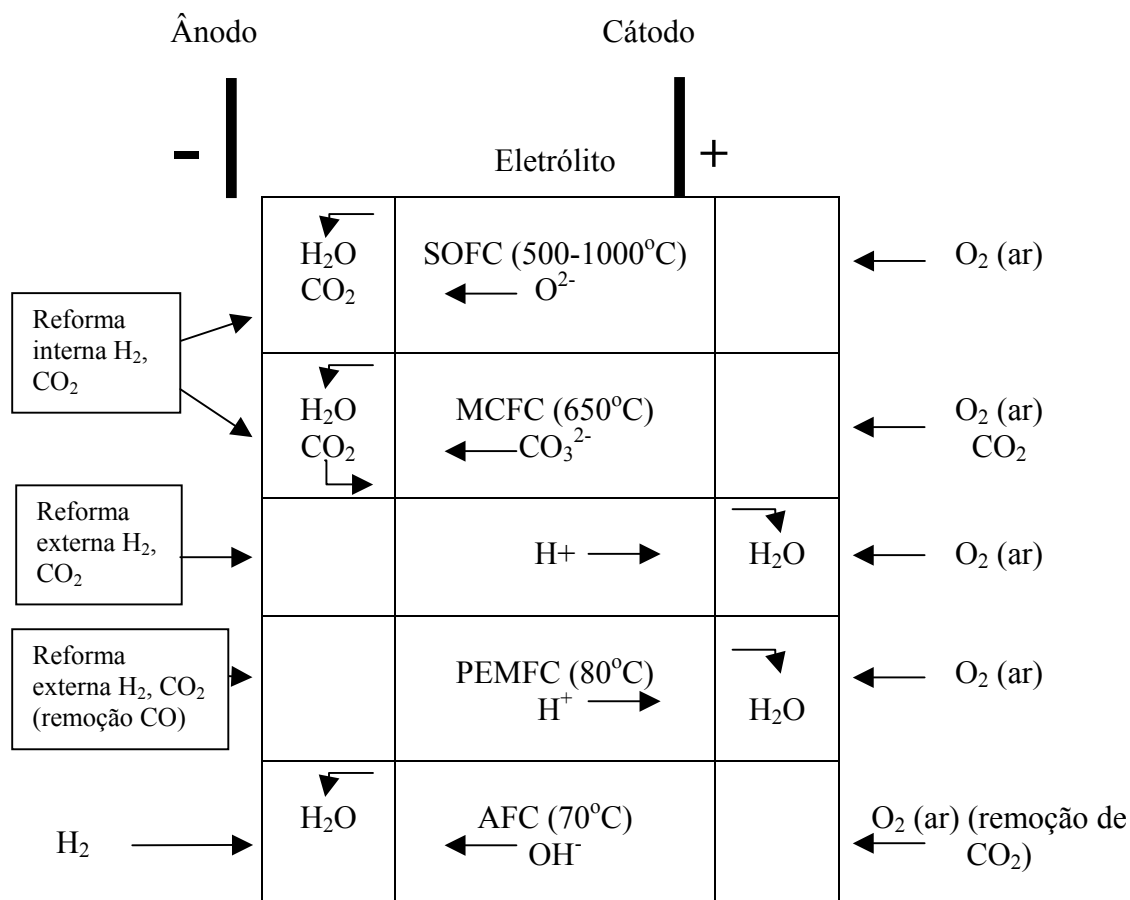 Ânodo
Cátodo
-
Eletrólito
+
H₂O
CO₂
SOFC (500-1000°C)
O²⁻
O₂ (ar)
Reforma
interna H₂,
CO₂
H₂O
CO₂
MCFC (650°C)
CO₃²⁻
O₂ (ar)
CO₂
Reforma
externa H₂,
CO₂
H+
H₂O
O₂ (ar)
Reforma
externa H₂, CO₂
(remoção CO)
PEMFC (80°C)
H⁺
H₂O
O₂ (ar)
H₂
H₂O
AFC (70°C)
OH⁻
O₂ (ar) (remoção de
CO₂)